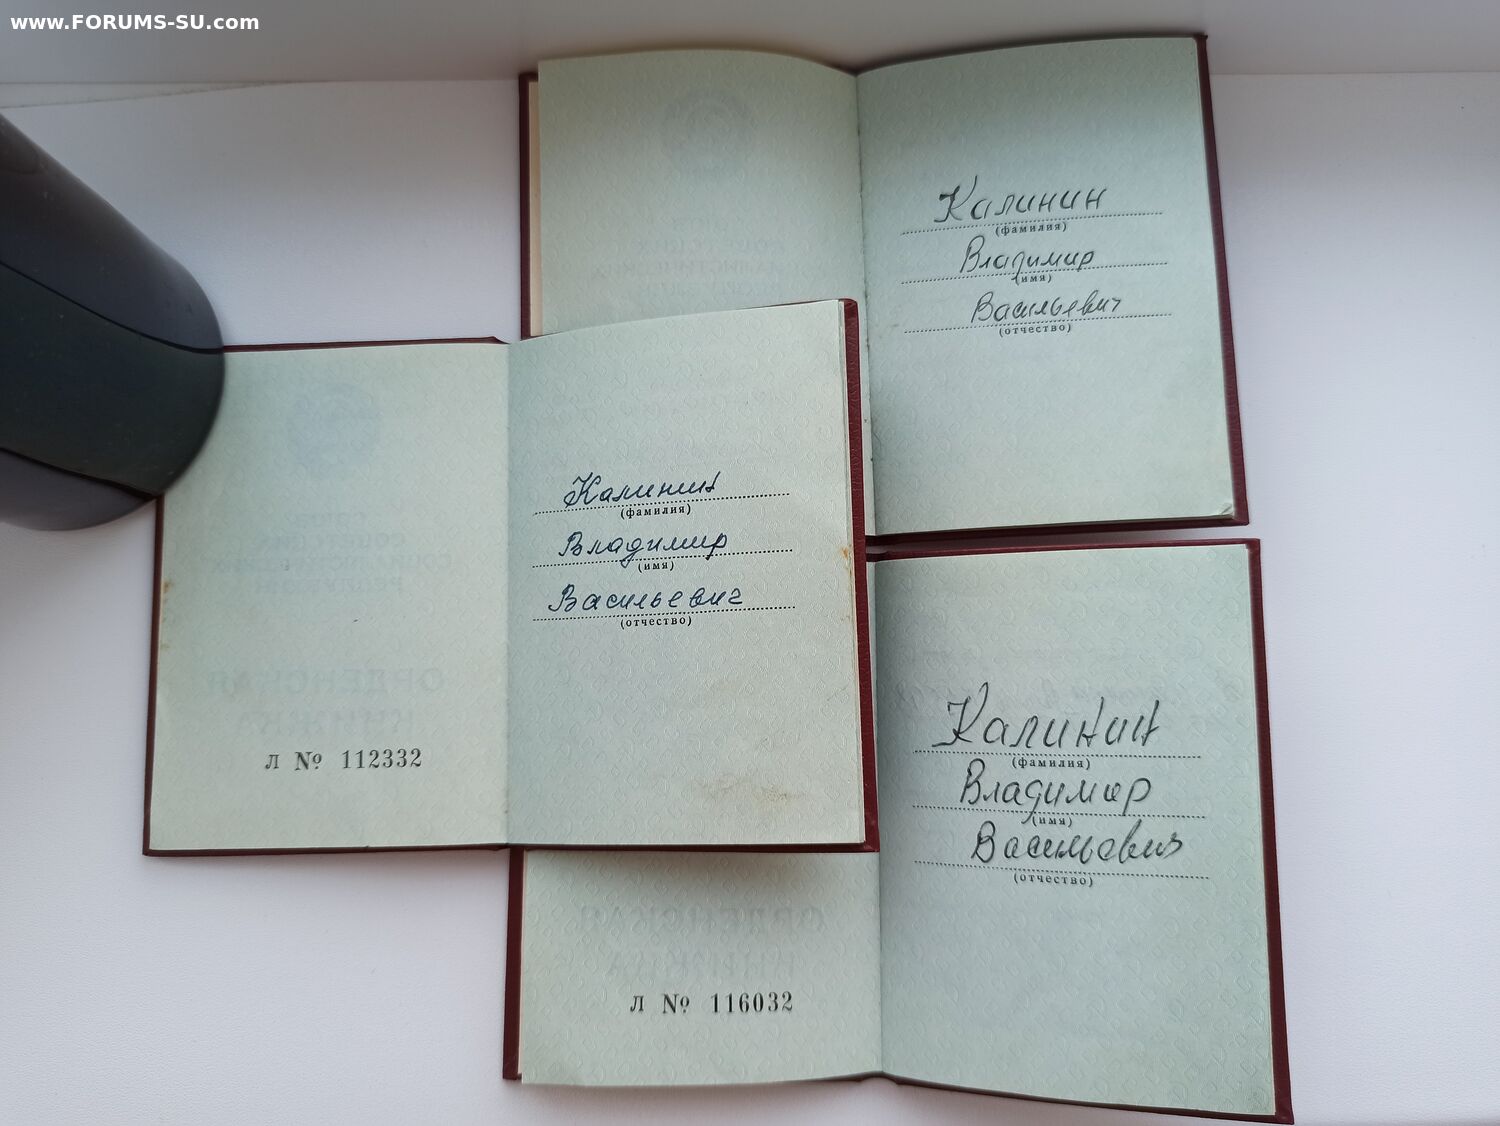 www.FORUMS-SU.com
Калинин
(фамилия)
Владимир
(имя)
Васильевич
(отчество)
Калинин
(фамилия)
Владимир
(имя)
Васильевич
(отчество)
л № 112332
Калинин
(фамилия)
Владимир
(имя)
Васильевич
(отчество)
л № 116032